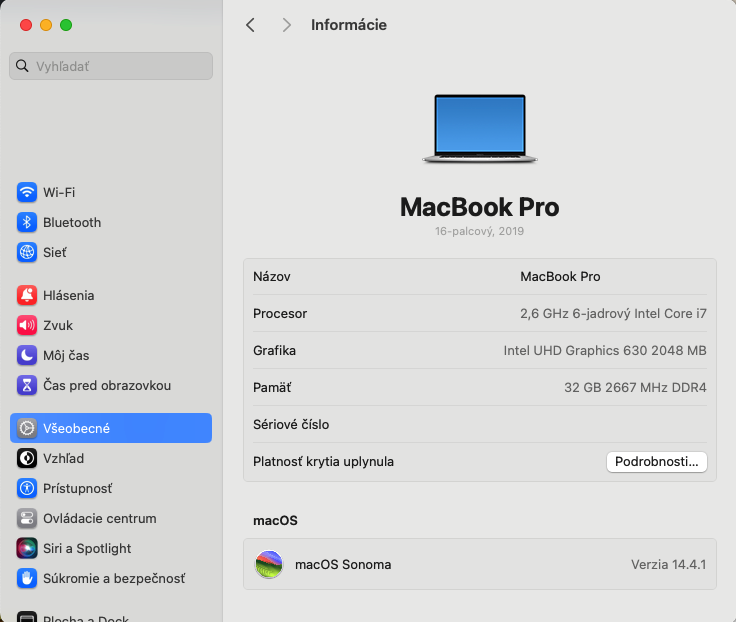 Informácie
Vyhľadať
Wi-Fi
Bluetooth
Sieť
Hlásenia
Zvuk
Môj čas
Čas pred obrazovkou
Všeobecné
Vzhľad
Prístupnosť
Ovládacie centrum
Siri a Spotlight
Súkromie a bezpečnosť
Plocha a Dock
MacBook Pro
16-palcový, 2019
Názov MacBook Pro
Procesor 2,6 GHz 6-jadrový Intel Core i7
Grafika Intel UHD Graphics 630 2048 MB
Pamäť 32 GB 2667 MHz DDR4
Sériové číslo
Platnosť krytia uplynula Podrobnosti...
macOS
macOS Sonoma Verzia 14.4.1